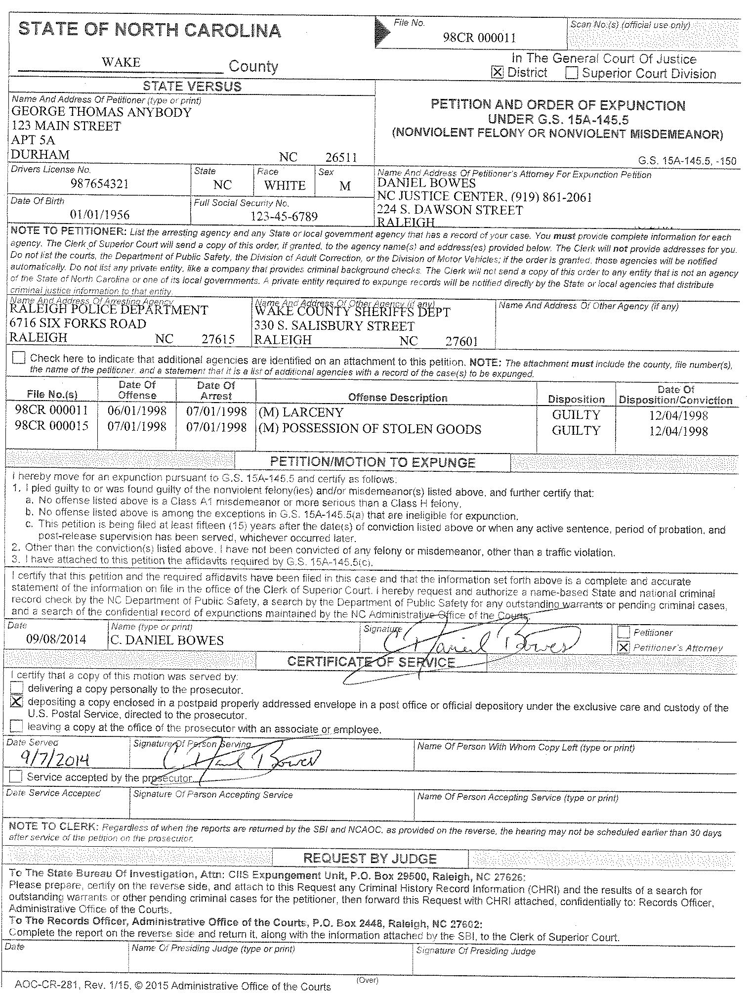 STATE OF NORTH CAROLINA
File No.
98CR 000011
Scan No.(s) (official use only)
WAKE County
In The General Court Of Justice
☒ District ☐ Superior Court Division
STATE VERSUS
Name And Address Of Petitioner (type or print)
GEORGE THOMAS ANYBODY
123 MAIN STREET
APT 5A
DURHAM NC 26511
PETITION AND ORDER OF EXPUNCTION
UNDER G.S. 15A-145.5
(NONVIOLENT FELONY OR NONVIOLENT MISDEMEANOR)
G.S. 15A-145.5, -150
Drivers License No. State Race Sex
987654321 NC WHITE M
Date Of Birth Full Social Security No.
01/01/1956 123-45-6789
Name And Address Of Petitioner's Attorney For Expunction Petition
DANIEL BOWES
NC JUSTICE CENTER, (919) 861-2061
224 S. DAWSON STREET
RALEIGH
NOTE TO PETITIONER: List the arresting agency and any State or local government agency that has a record of your case. You must provide complete information for each
agency. The Clerk of Superior Court will send a copy of this order, if granted, to the agency name(s) and address(es) provided below. The Clerk will not provide addresses for you.
Do not list the courts, the Department of Public Safety, the Division of Adult Correction, or the Division of Motor Vehicles; if the order is granted, those agencies will be notified
automatically. Do not list any private entity, like a company that provides criminal background checks. The Clerk will not send a copy of this order to any entity that is not an agency
of the State of North Carolina or one of its local governments. A private entity required to expunge records will be notified directly by the State or local agencies that distribute
criminal justice information to that entity.
Name And Address Of Arresting Agency
RALEIGH POLICE DEPARTMENT
6716 SIX FORKS ROAD
RALEIGH NC 27615
Name And Address Of Other Agency (if any)
WAKE COUNTY SHERIFFS DEPT
330 S. SALISBURY STREET
RALEIGH NC 27601
Name And Address Of Other Agency (if any)
☐ Check here to indicate that additional agencies are identified on an attachment to this petition. NOTE: The attachment must include the county, file number(s),
the name of the petitioner, and a statement that it is a list of additional agencies with a record of the case(s) to be expunged.
File No.(s) Date Of Offense Date Of Arrest Offense Description Disposition Date Of Disposition/Conviction
98CR 000011 06/01/1998 07/01/1998 (M) LARCENY GUILTY 12/04/1998
98CR 000015 07/01/1998 07/01/1998 (M) POSSESSION OF STOLEN GOODS GUILTY 12/04/1998
PETITION/MOTION TO EXPUNGE
I hereby move for an expunction pursuant to G.S. 15A-145.5 and certify as follows:
1. I pled guilty to or was found guilty of the nonviolent felony(ies) and/or misdemeanor(s) listed above, and further certify that:
a. No offense listed above is a Class A1 misdemeanor or more serious than a Class H felony.
b. No offense listed above is among the exceptions in G.S. 15A-145.5(a) that are ineligible for expunction.
c. This petition is being filed at least fifteen (15) years after the date(s) of conviction listed above or when any active sentence, period of probation, and
post-release supervision has been served, whichever occurred later.
2. Other than the conviction(s) listed above, I have not been convicted of any felony or misdemeanor, other than a traffic violation.
3. I have attached to this petition the affidavits required by G.S. 15A-145.5(c).
I certify that this petition and the required affidavits have been filed in this case and that the information set forth above is a complete and accurate
statement of the information on file in the office of the Clerk of Superior Court. I hereby request and authorize a name-based State and national criminal
record check by the NC Department of Public Safety, a search by the Department of Public Safety for any outstanding warrants or pending criminal cases,
and a search of the confidential record of expunctions maintained by the NC Administrative Office of the Courts.
Date Name (type or print) Signature ☐ Petitioner
09/08/2014 C. DANIEL BOWES C Daniel Bowes ☒ Petitioner's Attorney
CERTIFICATE OF SERVICE
I certify that a copy of this motion was served by:
☐ delivering a copy personally to the prosecutor.
☒ depositing a copy enclosed in a postpaid properly addressed envelope in a post office or official depository under the exclusive care and custody of the
U.S. Postal Service, directed to the prosecutor.
☐ leaving a copy at the office of the prosecutor with an associate or employee.
Date Served Signature Of Person Serving Name Of Person With Whom Copy Left (type or print)
9/7/2014 C. Daniel Bowes
☐ Service accepted by the prosecutor.
Date Service Accepted Signature Of Person Accepting Service Name Of Person Accepting Service (type or print)
NOTE TO CLERK: Regardless of when the reports are returned by the SBI and NCAOC, as provided on the reverse, the hearing may not be scheduled earlier than 30 days
after service of the petition on the prosecutor.
REQUEST BY JUDGE
To The State Bureau Of Investigation, Attn: CIIS Expungement Unit, P.O. Box 29500, Raleigh, NC 27626:
Please prepare, certify on the reverse side, and attach to this Request any Criminal History Record Information (CHRI) and the results of a search for
outstanding warrants or other pending criminal cases for the petitioner, then forward this Request with CHRI attached, confidentially to: Records Officer,
Administrative Office of the Courts.
To The Records Officer, Administrative Office of the Courts, P.O. Box 2448, Raleigh, NC 27602:
Complete the report on the reverse side and return it, along with the information attached by the SBI, to the Clerk of Superior Court.
Date Name Of Presiding Judge (type or print) Signature Of Presiding Judge
(Over)
AOC-CR-281, Rev. 1/15, © 2015 Administrative Office of the Courts